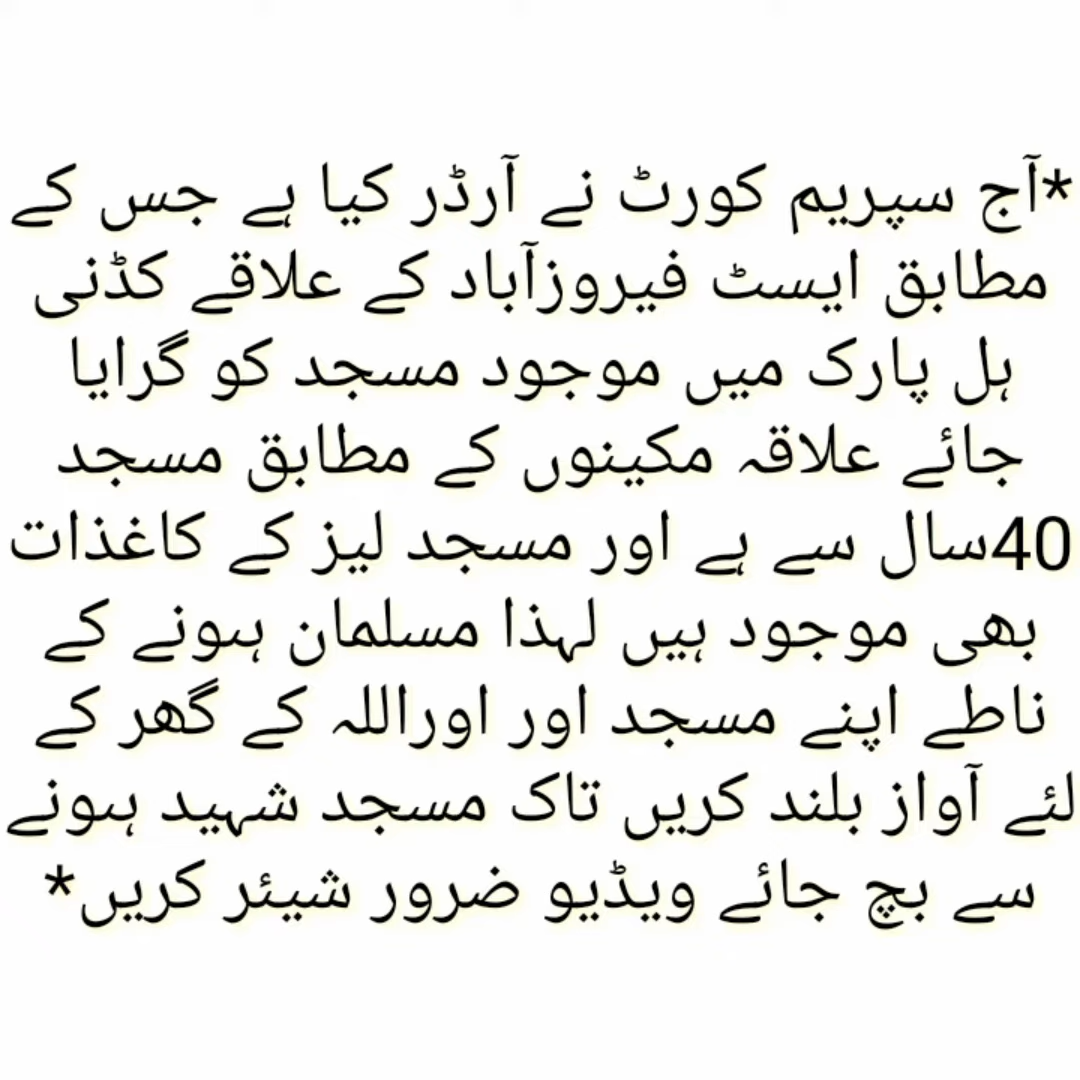 *آج سپریم کورٹ نے آرڈر کیا ہے جس کے
مطابق ایسٹ فیروزآباد کے علاقے کڈنی
ہل پارک میں موجود مسجد کو گرایا
جائے علاقہ مکینوں کے مطابق مسجد
40سال سے ہے اور مسجد لیز کے کاغذات
بھی موجود ہیں لہذا مسلمان ہونے کے
ناطے اپنے مسجد اور اوراللہ کے گھر کے
لئے آواز بلند کریں تاک مسجد شہید ہونے
سے بچ جائے ویڈیو ضرور شیئر کریں*